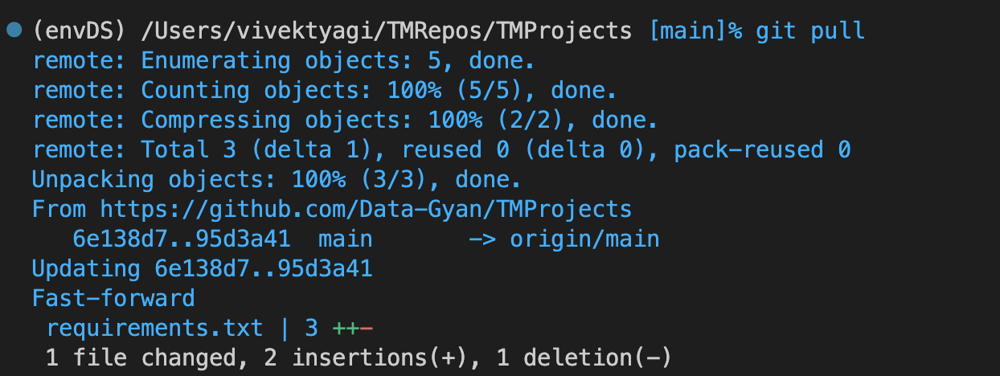 (envDS) /Users/vivektyagi/TMRepos/TMProjects [main]% git pull
remote: Enumerating objects: 5, done.
remote: Counting objects: 100% (5/5), done.
remote: Compressing objects: 100% (2/2), done.
remote: Total 3 (delta 1), reused 0 (delta 0), pack-reused 0
Unpacking objects: 100% (3/3), done.
From https://github.com/Data-Gyan/TMProjects
   6e138d7..95d3a41  main       -> origin/main
Updating 6e138d7..95d3a41
Fast-forward
 requirements.txt | 3 ++-
 1 file changed, 2 insertions(+), 1 deletion(-)